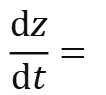 dz/dt =